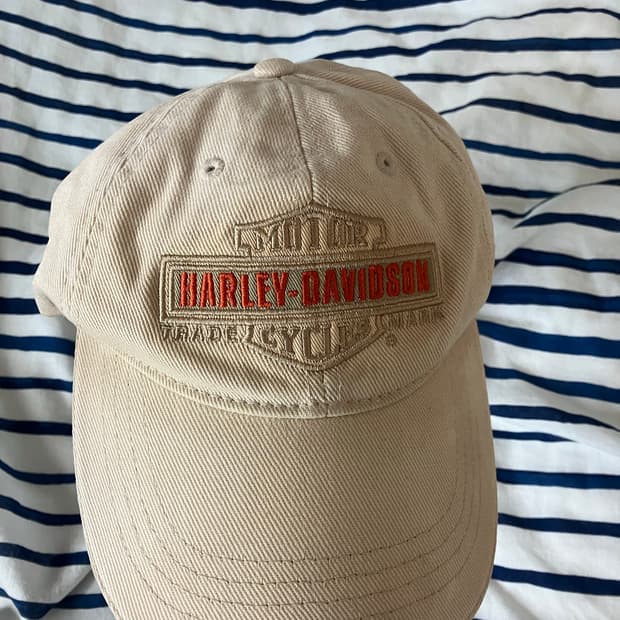 MOTOR
HARLEY-DAVIDSON
TRADE CYCLES MARK
®